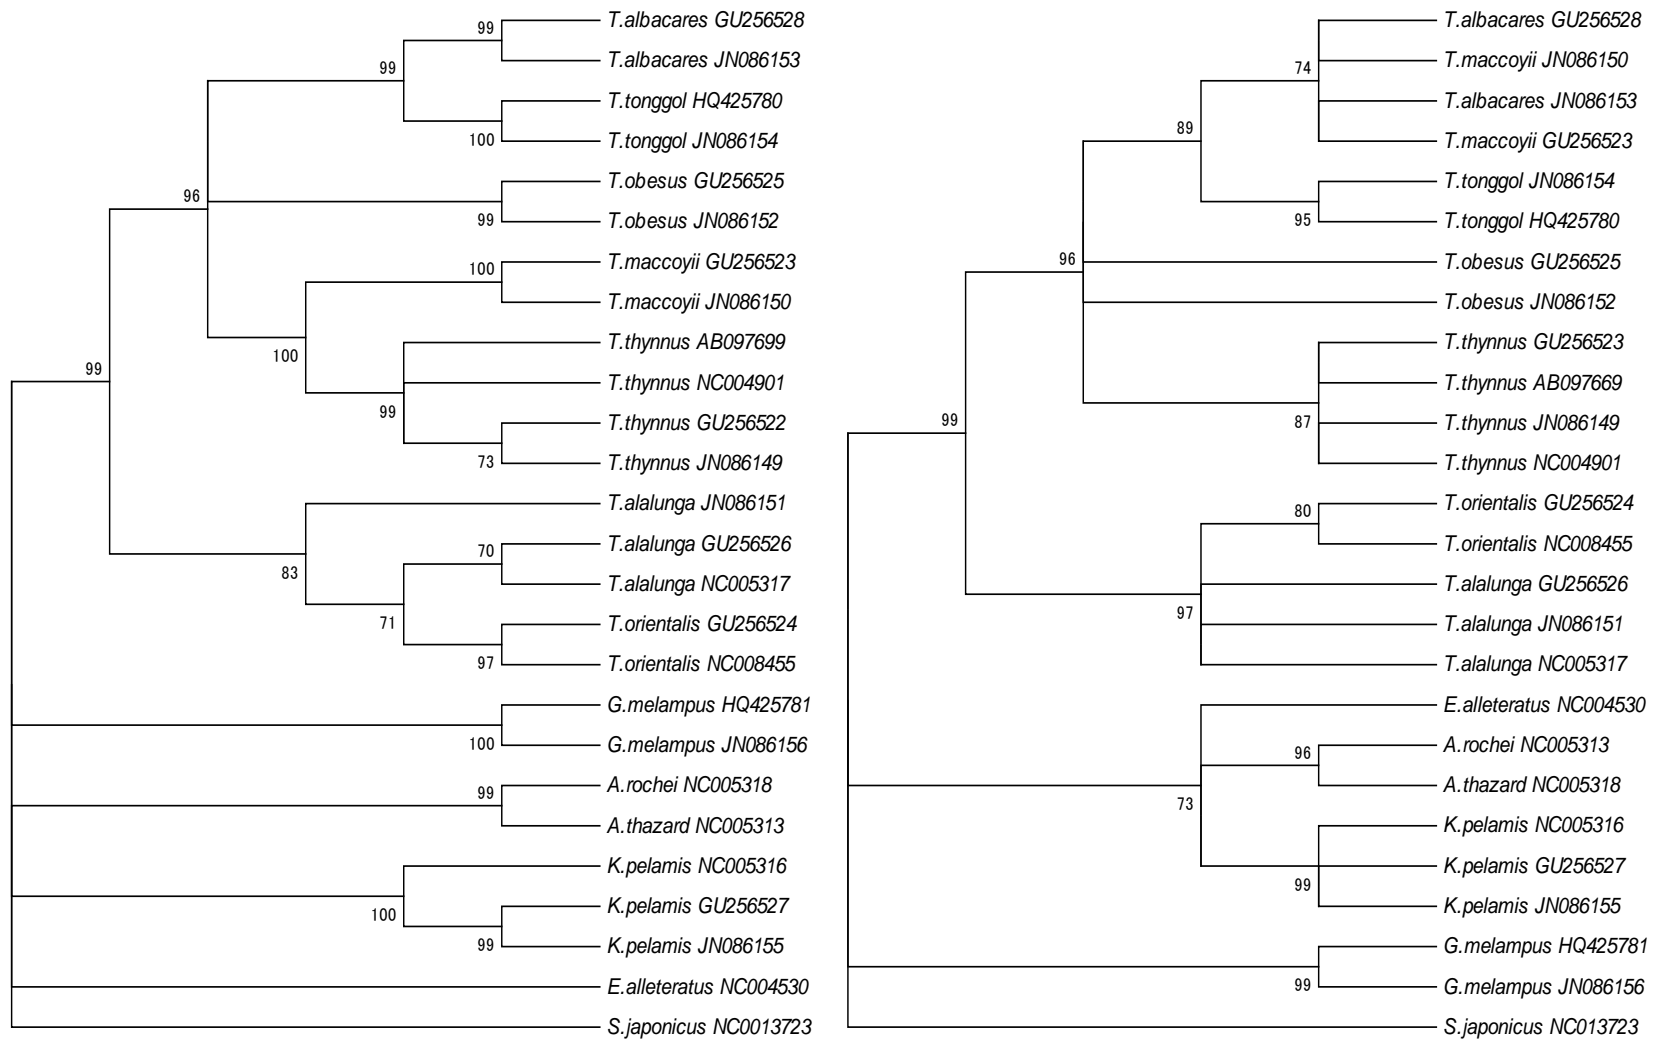 99
T.albacares GU256528
T.albacares JN086153
99
T.tonggol HQ425780
100
T.tonggol JN086154
96
T.obesus GU256525
99
T.obesus JN086152
100
T.maccoyii GU256523
T.maccoyii JN086150
100
T.thynnus AB097699
99
T.thynnus NC004901
99
T.thynnus GU256522
73
T.thynnus JN086149
T.alalunga JN086151
83
70
T.alalunga GU256526
T.alalunga NC005317
71
T.orientalis GU256524
97
T.orientalis NC008455
G.melampus HQ425781
100
G.melampus JN086156
99
A.rochei NC005318
A.thazard NC005313
K.pelamis NC005316
100
K.pelamis GU256527
99
K.pelamis JN086155
E.alleteratus NC004530
S.japonicus NC0013723
T.albacares GU256528
74
T.maccoyii JN086150
T.albacares JN086153
89
T.maccoyii GU256523
T.tonggol JN086154
95
T.tonggol HQ425780
96
T.obesus GU256525
T.obesus JN086152
T.thynnus GU256523
T.thynnus AB097669
99
87
T.thynnus JN086149
T.thynnus NC004901
80
T.orientalis GU256524
T.orientalis NC008455
T.alalunga GU256526
97
T.alalunga JN086151
T.alalunga NC005317
E.alleteratus NC004530
96
A.rochei NC005313
73
A.thazard NC005318
K.pelamis NC005316
K.pelamis GU256527
99
K.pelamis JN086155
G.melampus HQ425781
99
G.melampus JN086156
S.japonicus NC013723